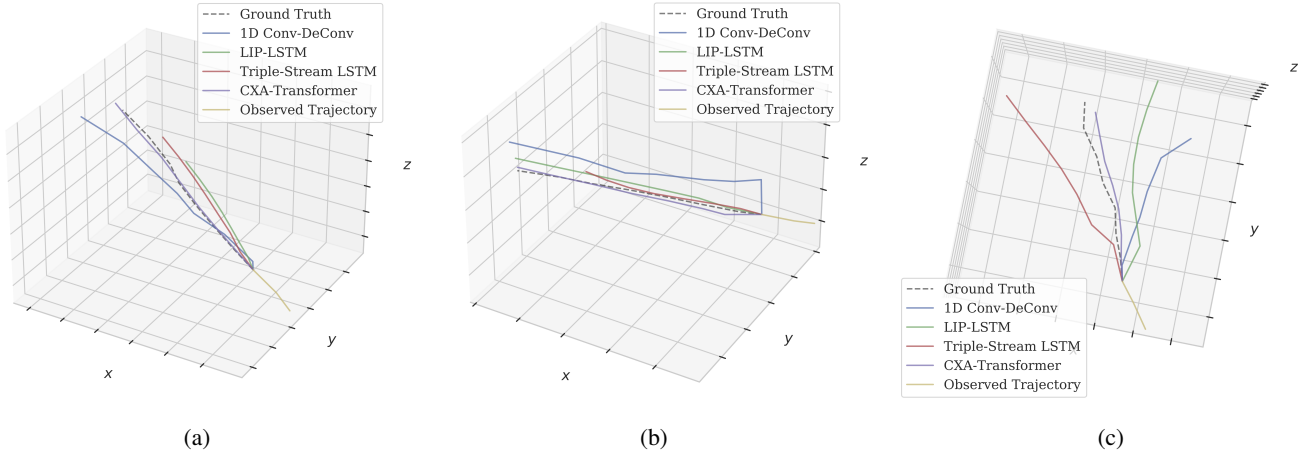 Ground Truth
1D Conv-DeConv
LIP-LSTM
Triple-Stream LSTM
CXA-Transformer
Observed Trajectory
z
y
x
(a)
Ground Truth
1D Conv-DeConv
LIP-LSTM
Triple-Stream LSTM
CXA-Transformer
Observed Trajectory
z
y
x
(b)
z
y
Ground Truth
1D Conv-DeConv
LIP-LSTM
Triple-Stream LSTM
CXA-Transformer
Observed Trajectory
(c)